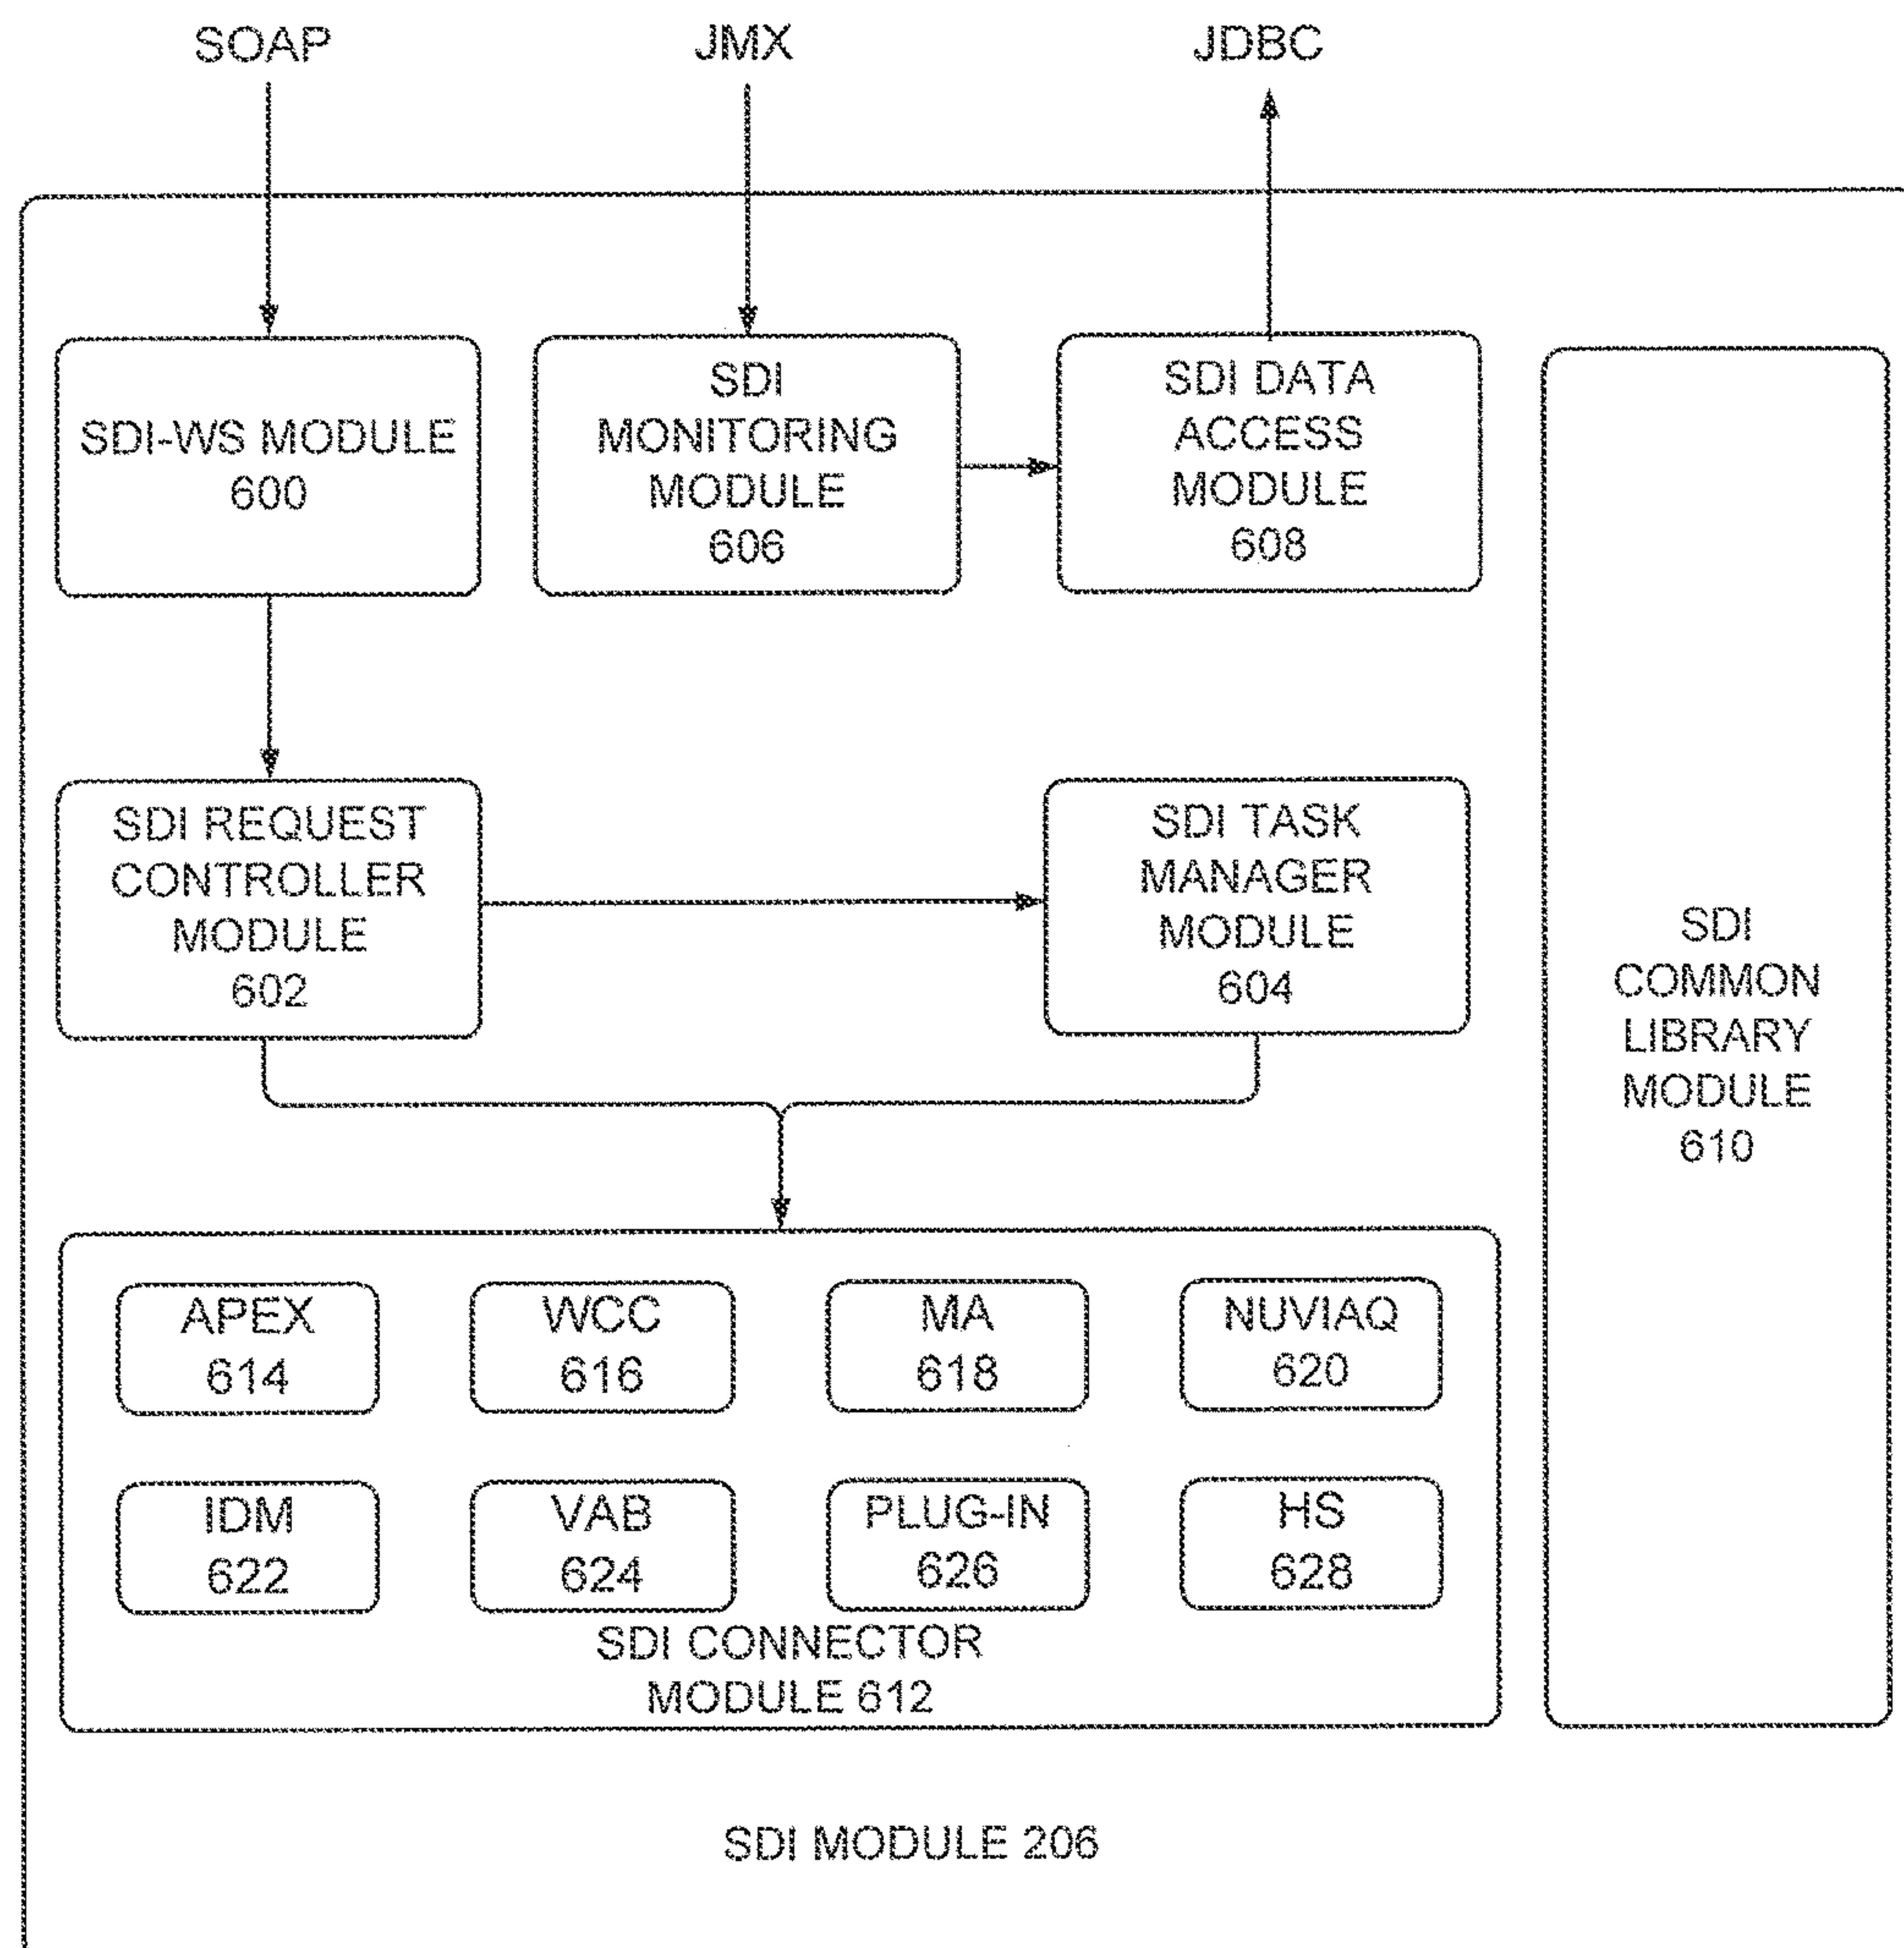 SOAP
JMX
JDBC
SDI-WS MODULE
600
SDI
MONITORING
MODULE
606
SDI DATA
ACCESS
MODULE
608
SDI REQUEST
CONTROLLER
MODULE
602
SDI TASK
MANAGER
MODULE
604
SDI
COMMON
LIBRARY
MODULE
610
APEX
614
WCC
616
MA
618
NUVIAQ
620
IDM
622
VAB
624
PLUG-IN
626
HS
628
SDI CONNECTOR
MODULE 612
SDI MODULE 206